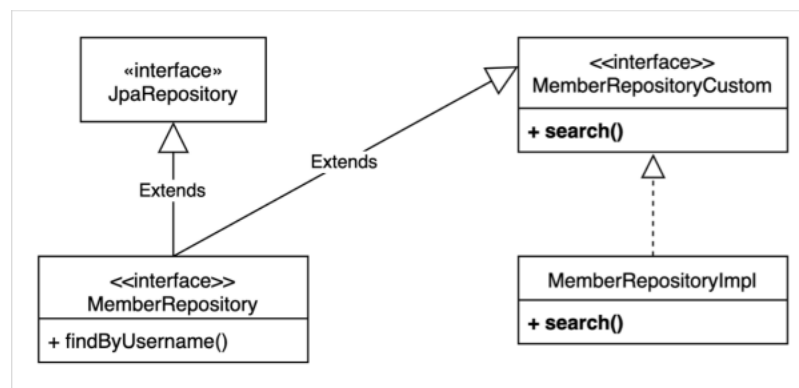 «interface»
JpaRepository
<<interface>>
MemberRepositoryCustom
+ search()
Extends
Extends
<<interface>>
MemberRepository
+ findByUsername()
MemberRepositoryImpl
+ search()